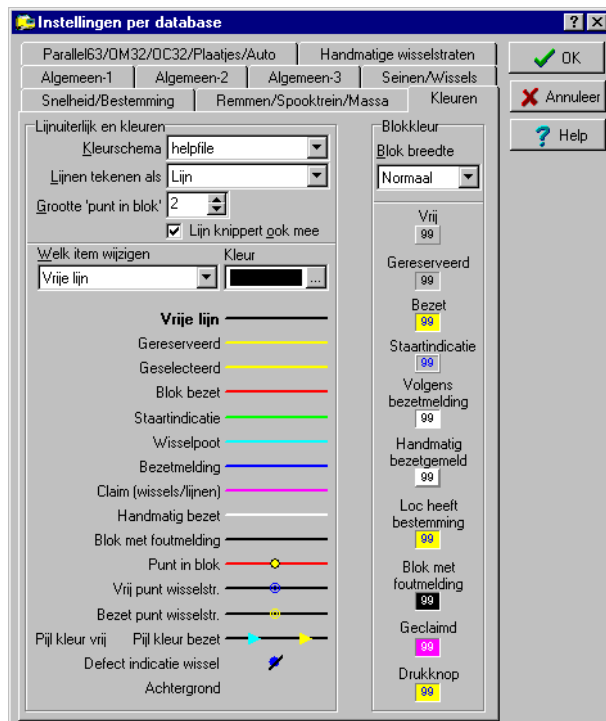 Instellingen per database
Parallel63/OM32/OC32/Plaatjes/Auto
Handmatige wisselstraten
Algemeen-1
Algemeen-2
Algemeen-3
Seinen/Wissels
Snelheid/Bestemming
Remmen/Spooktrein/Massa
Kleuren
OK
Annuleer
Help
Lijnuiterlijk en kleuren
Kleurschema helpfile
Lijnen tekenen als Lijn
Grootte 'punt in blok' 2
Lijn knippert ook mee
Welk item wijzigen
Kleur
Vrije lijn
...
Vrije lijn
Gereserveerd
Geselecteerd
Blok bezet
Staartindicatie
Wisselpoot
Bezetmelding
Claim (wissels/lijnen)
Handmatig bezet
Blok met foutmelding
Punt in blok
Vrij punt wisselstr.
Bezet punt wisselstr.
Pijl kleur vrij Pijl kleur bezet
Defect indicatie wissel
Achtergrond
Blokkleur
Blok breedte
Normaal
Vrij
99
Gereserveerd
99
Bezet
99
Staartindicatie
99
Volgens
bezetmelding
99
Handmatig
bezetgemeld
99
Loc heeft
bestemming
99
Blok met
foutmelding
99
Geclaimd
99
Drukknop
99